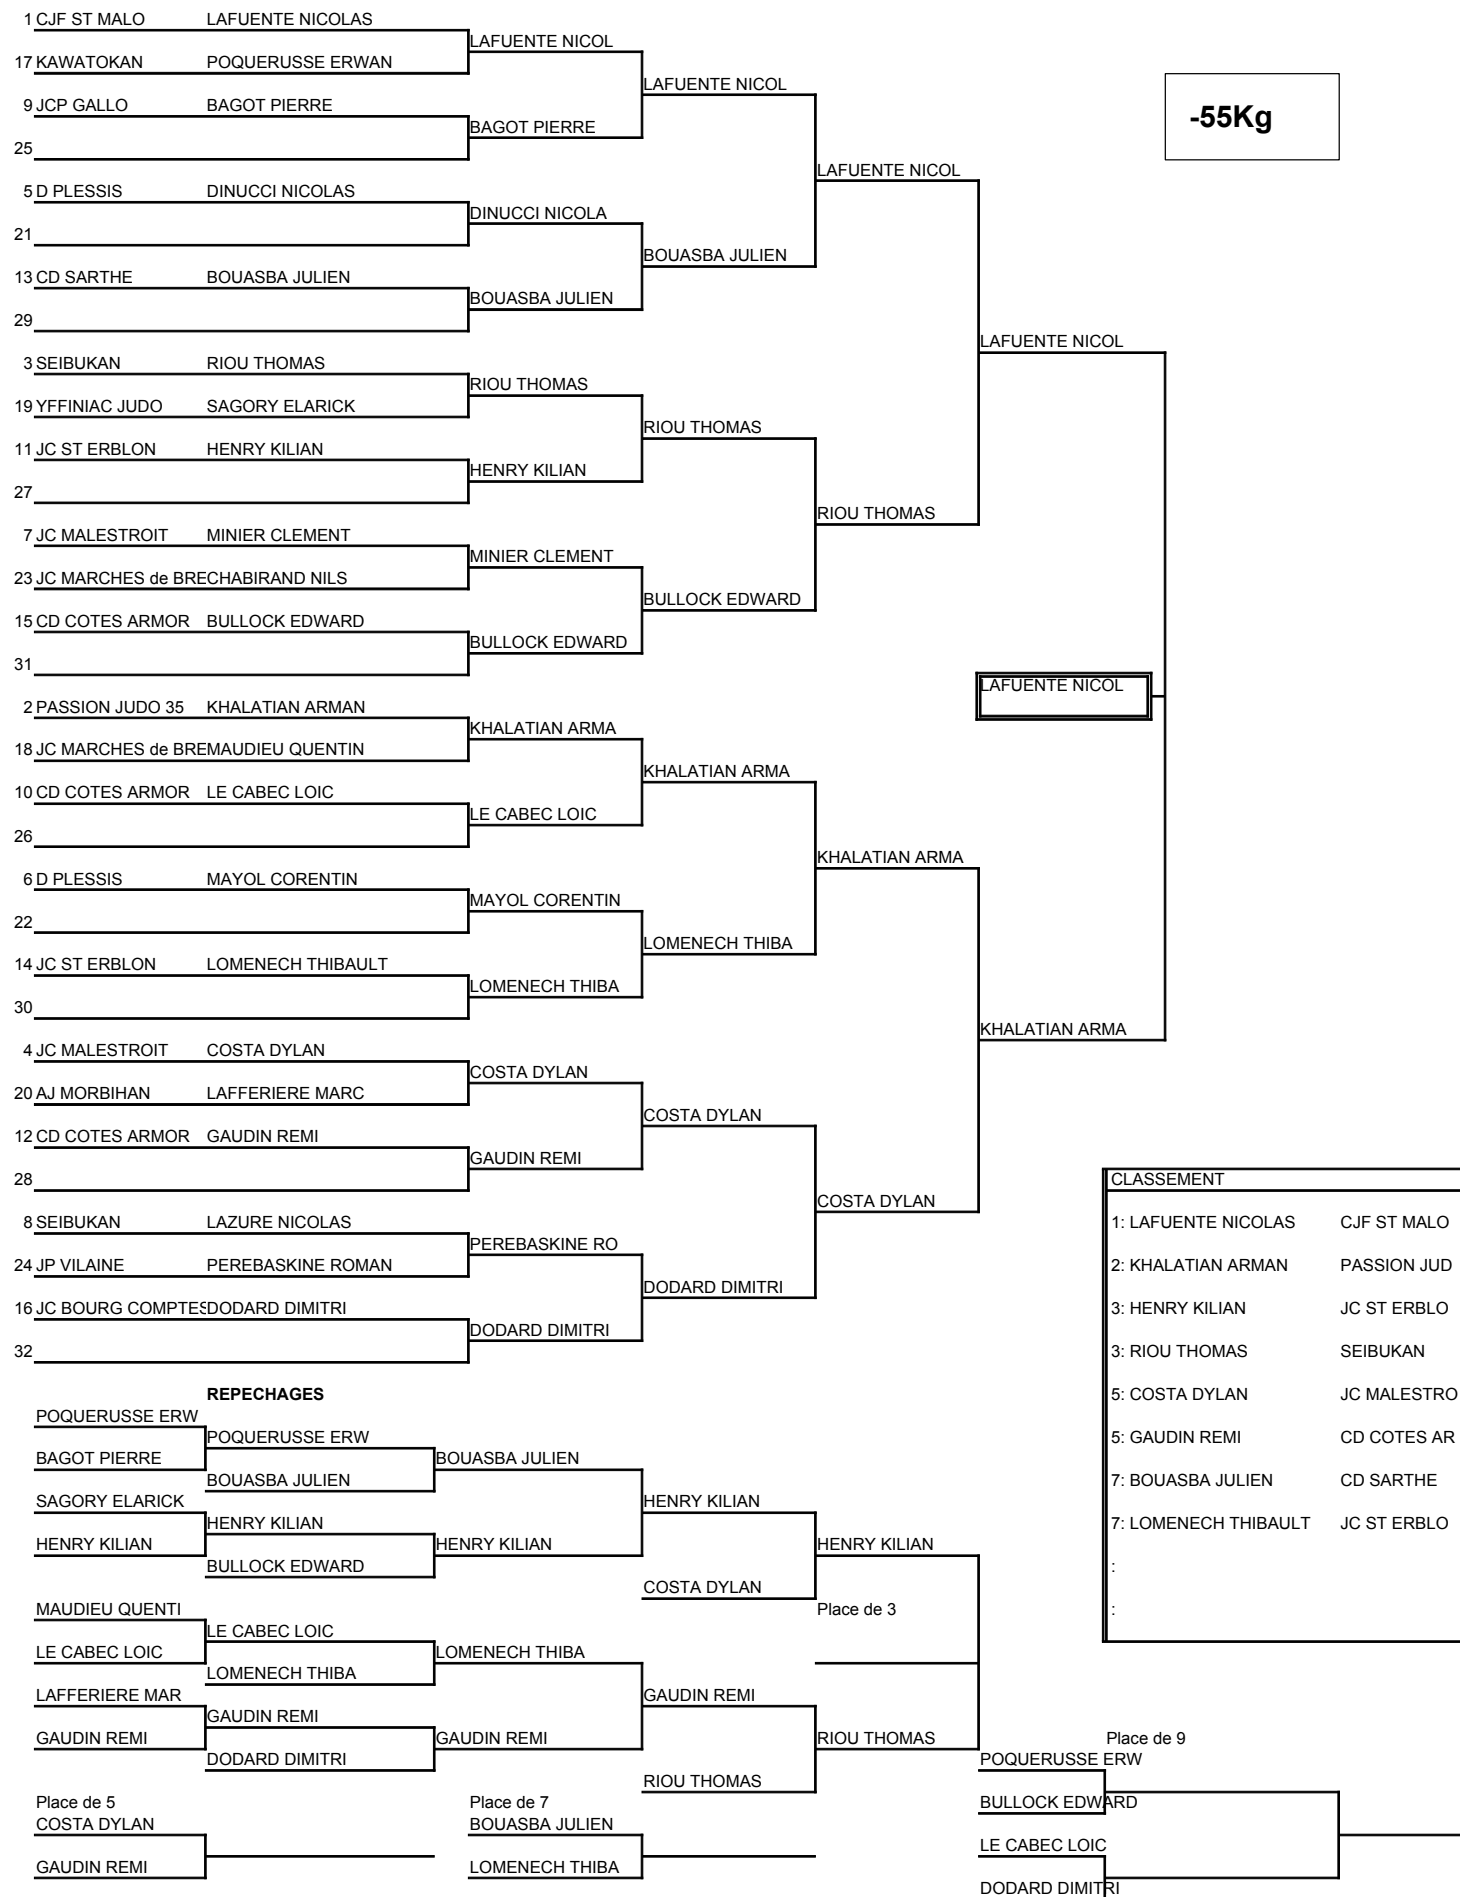 1 CJF ST MALO LAFUENTE NICOLAS
LAFUENTE NICOL
17 KAWATOKAN POQUERUSSE ERWAN
LAFUENTE NICOL
9 JCP GALLO BAGOT PIERRE
-55Kg
BAGOT PIERRE
25
LAFUENTE NICOL
5 D PLESSIS DINUCCI NICOLAS
DINUCCI NICOLA
21
BOUASBA JULIEN
13 CD SARTHE BOUASBA JULIEN
BOUASBA JULIEN
29
LAFUENTE NICOL
3 SEIBUKAN RIOU THOMAS
RIOU THOMAS
19 YFFINIAC JUDO SAGORY ELARICK
RIOU THOMAS
11 JC ST ERBLON HENRY KILIAN
HENRY KILIAN
27
RIOU THOMAS
7 JC MALESTROIT MINIER CLEMENT
MINIER CLEMENT
23 JC MARCHES de BRECHABIRAND NILS
BULLOCK EDWARD
15 CD COTES ARMOR BULLOCK EDWARD
BULLOCK EDWARD
31
LAFUENTE NICOL
2 PASSION JUDO 35 KHALATIAN ARMAN
KHALATIAN ARMA
18 JC MARCHES de BREMAUDIEU QUENTIN
KHALATIAN ARMA
10 CD COTES ARMOR LE CABEC LOIC
LE CABEC LOIC
26
KHALATIAN ARMA
6 D PLESSIS MAYOL CORENTIN
MAYOL CORENTIN
22
LOMENECH THIBA
14 JC ST ERBLON LOMENECH THIBAULT
LOMENECH THIBA
30
KHALATIAN ARMA
4 JC MALESTROIT COSTA DYLAN
COSTA DYLAN
20 AJ MORBIHAN LAFFERIERE MARC
COSTA DYLAN
12 CD COTES ARMOR GAUDIN REMI
GAUDIN REMI
28
COSTA DYLAN
8 SEIBUKAN LAZURE NICOLAS
PEREBASKINE RO
24 JP VILAINE PEREBASKINE ROMAN
DODARD DIMITRI
16 JC BOURG COMPTESDODARD DIMITRI
DODARD DIMITRI
32
CLASSEMENT
1: LAFUENTE NICOLAS CJF ST MALO
2: KHALATIAN ARMAN PASSION JUD
3: HENRY KILIAN JC ST ERBLO
3: RIOU THOMAS SEIBUKAN
5: COSTA DYLAN JC MALESTRO
5: GAUDIN REMI CD COTES AR
7: BOUASBA JULIEN CD SARTHE
7: LOMENECH THIBAULT JC ST ERBLO
:
:
REPECHAGES
POQUERUSSE ERW
POQUERUSSE ERW
BAGOT PIERRE
BOUASBA JULIEN
BOUASBA JULIEN
SAGORY ELARICK
HENRY KILIAN
HENRY KILIAN
HENRY KILIAN
HENRY KILIAN
HENRY KILIAN
BULLOCK EDWARD
COSTA DYLAN
MAUDIEU QUENTI
Place de 3
LE CABEC LOIC
LE CABEC LOIC
LOMENECH THIBA
LOMENECH THIBA
LAFFERIERE MAR
GAUDIN REMI
GAUDIN REMI
GAUDIN REMI
GAUDIN REMI
RIOU THOMAS
DODARD DIMITRI
RIOU THOMAS
Place de 9
POQUERUSSE ERW
BULLOCK EDWARD
LE CABEC LOIC
DODARD DIMITRI
Place de 5
COSTA DYLAN
GAUDIN REMI
Place de 7
BOUASBA JULIEN
LOMENECH THIBA